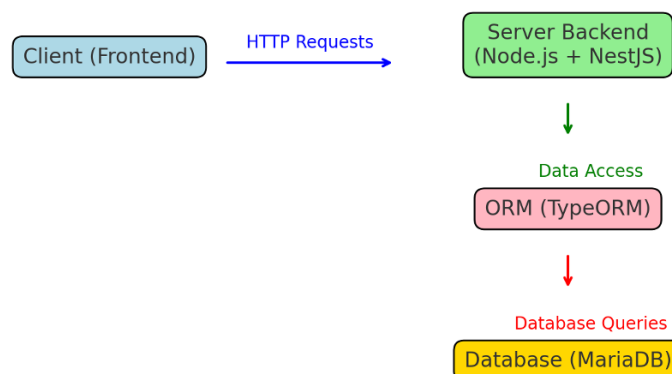 Client (Frontend)
HTTP Requests
Server Backend
(Node.js + NestJS)
Data Access
ORM (TypeORM)
Database Queries
Database (MariaDB)